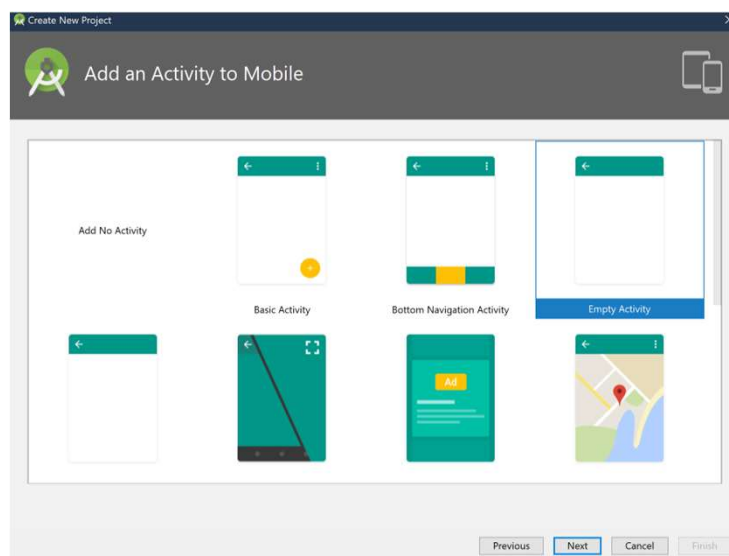 Create New Project
Add an Activity to Mobile
Add No Activity
Basic Activity
Bottom Navigation Activity
Empty Activity
Ad
Previous
Next
Cancel
Finish